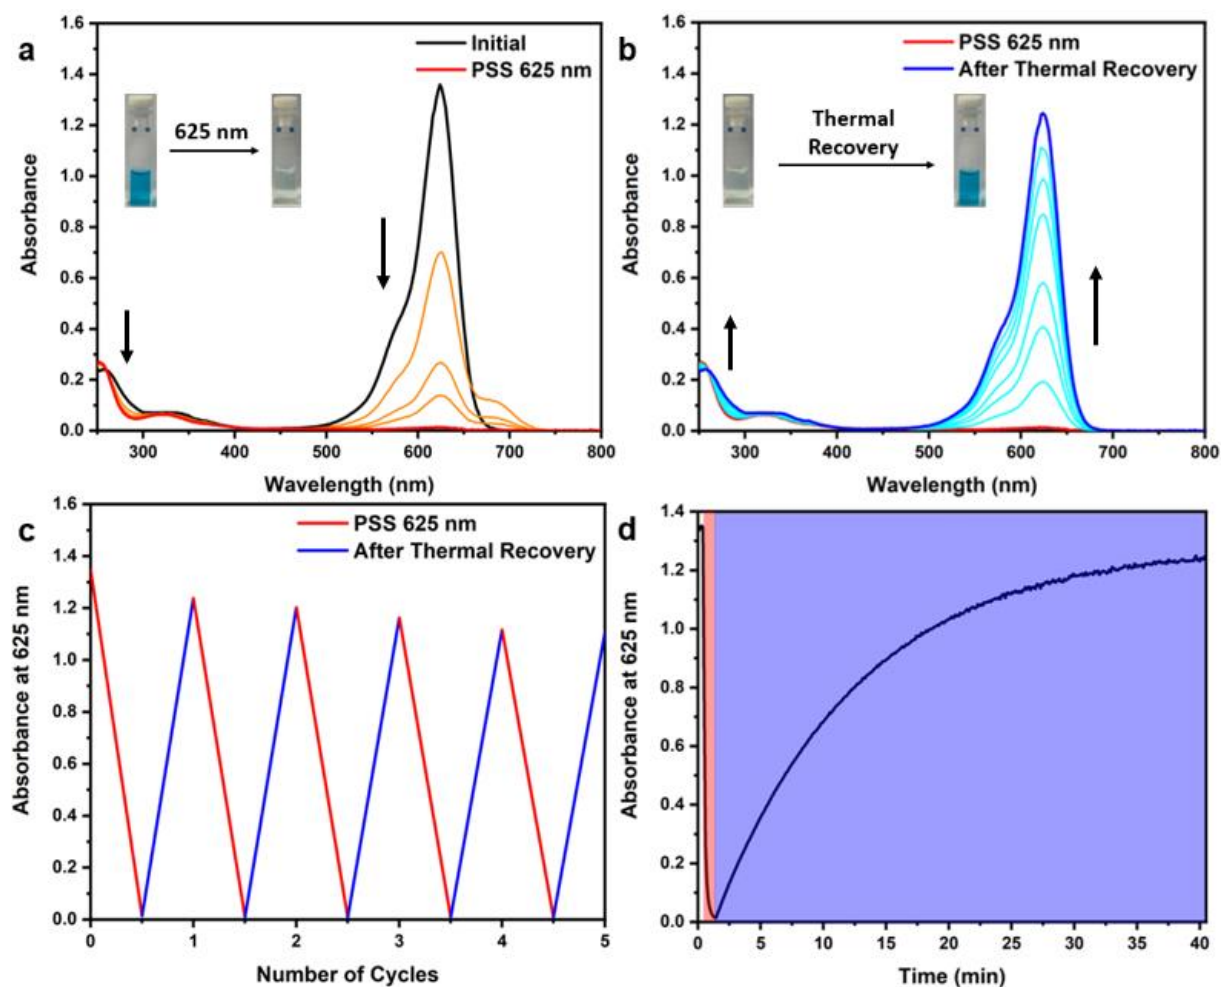 a
Initial
PSS 625 nm
625 nm
Absorbance
1.6
1.4
1.2
1.0
0.8
0.6
0.4
0.2
0.0
300 400 500 600 700 800
Wavelength (nm)
b
PSS 625 nm
After Thermal Recovery
Thermal
Recovery
Absorbance
1.6
1.4
1.2
1.0
0.8
0.6
0.4
0.2
0.0
300 400 500 600 700 800
Wavelength (nm)
c
PSS 625 nm
After Thermal Recovery
Absorbance at 625 nm
1.6
1.4
1.2
1.0
0.8
0.6
0.4
0.2
0.0
0 1 2 3 4 5
Number of Cycles
d
Absorbance at 625 nm
1.4
1.2
1.0
0.8
0.6
0.4
0.2
0.0
0 5 10 15 20 25 30 35 40
Time (min)